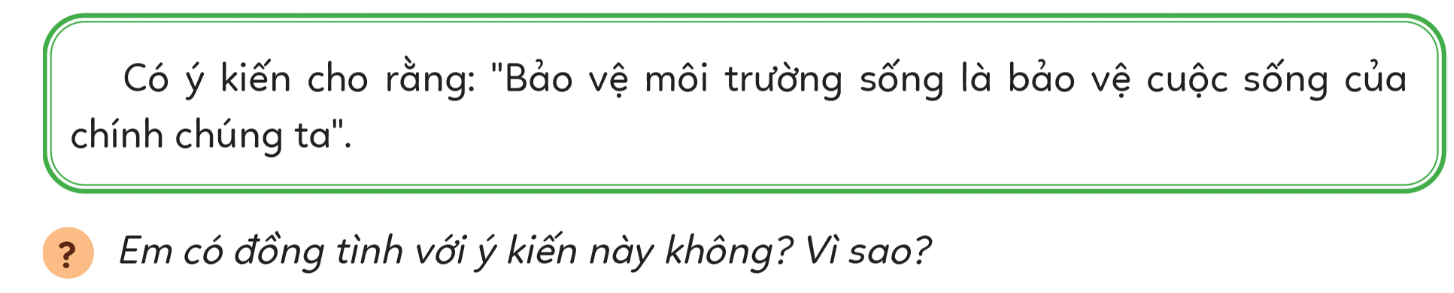 Có ý kiến cho rằng: "Bảo vệ môi trường sống là bảo vệ cuộc sống của
chính chúng ta".
? Em có đồng tình với ý kiến này không? Vì sao?